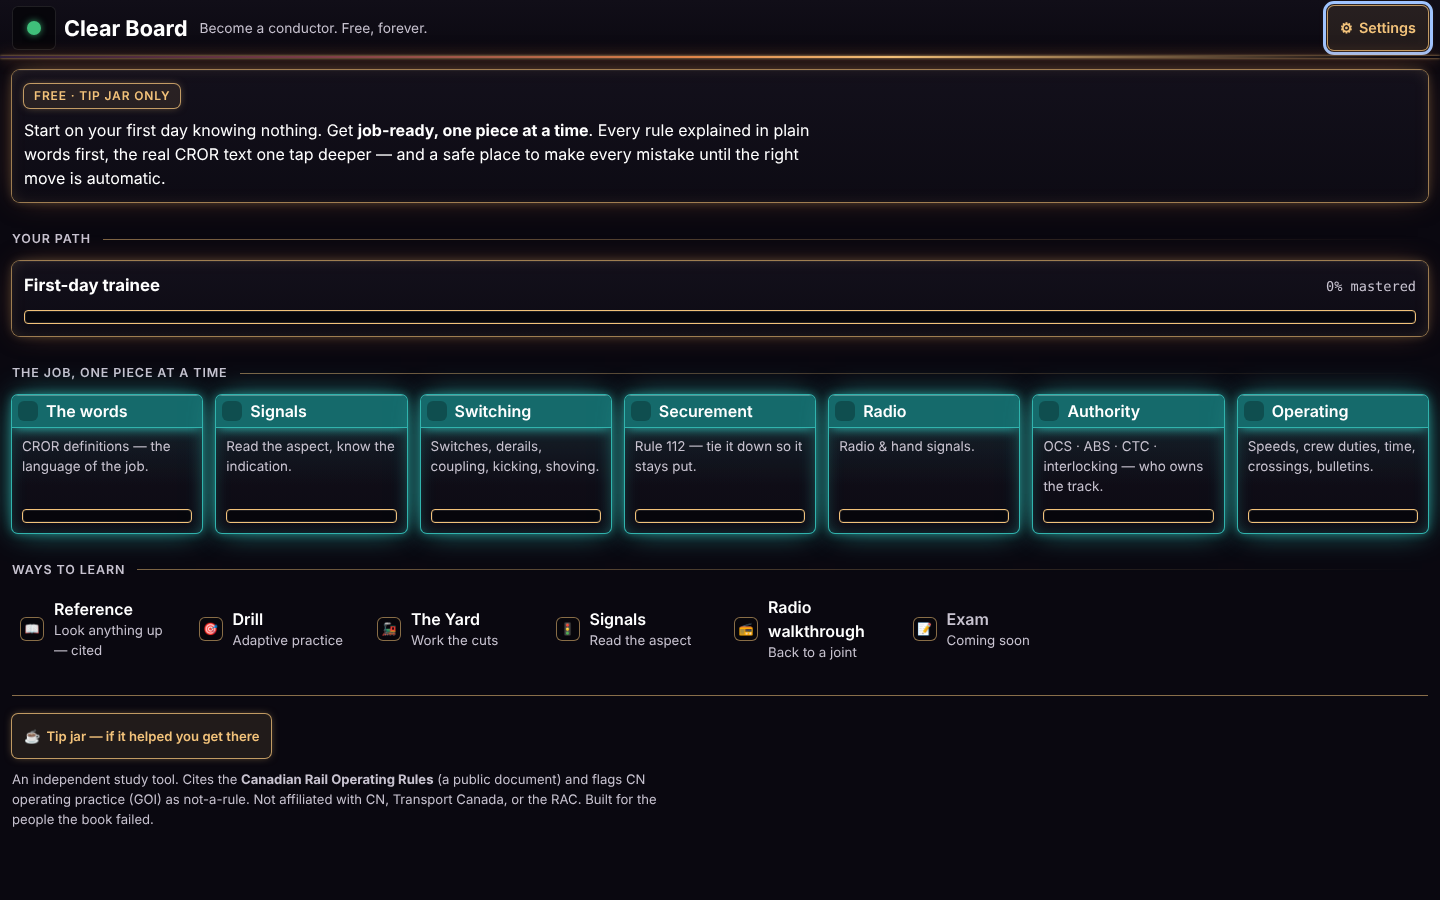 Clear Board
Become a conductor. Free, forever.
⚙ Settings
FREE · TIP JAR ONLY
Start on your first day knowing nothing. Get job-ready, one piece at a time. Every rule explained in plain
words first, the real CROR text one tap deeper — and a safe place to make every mistake until the right
move is automatic.
YOUR PATH
First-day trainee
0% mastered
THE JOB, ONE PIECE AT A TIME
The words
CROR definitions — the
language of the job.
Signals
Read the aspect, know the
indication.
Switching
Switches, derails,
coupling, kicking, shoving.
Securement
Rule 112 — tie it down so it
stays put.
Radio
Radio & hand signals.
Authority
OCS · ABS · CTC ·
interlocking — who owns
the track.
Operating
Speeds, crew duties, time,
crossings, bulletins.
WAYS TO LEARN
Reference
Look anything up
— cited
Drill
Adaptive practice
The Yard
Work the cuts
Signals
Read the aspect
Radio
walkthrough
Back to a joint
Exam
Coming soon
Tip jar — if it helped you get there
An independent study tool. Cites the Canadian Rail Operating Rules (a public document) and flags CN
operating practice (GOI) as not-a-rule. Not affiliated with CN, Transport Canada, or the RAC. Built for the
people the book failed.